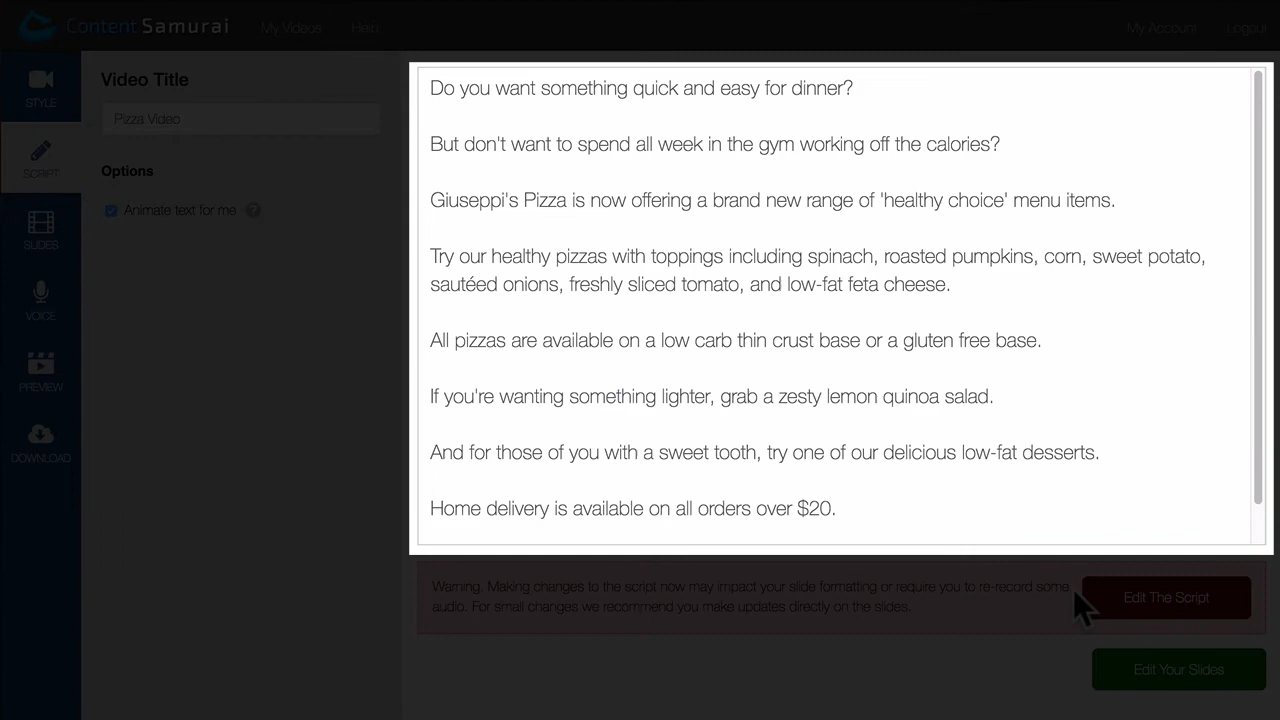 Content Samurai
My Videos
Help
My Account
Logout
STYLE
SCRIPT
SLIDES
VOICE
PREVIEW
DOWNLOAD
Video Title
Pizza Video
Options
Animate text for me ?
Do you want something quick and easy for dinner?
But don't want to spend all week in the gym working off the calories?
Giuseppi's Pizza is now offering a brand new range of 'healthy choice' menu items.
Try our healthy pizzas with toppings including spinach, roasted pumpkins, corn, sweet potato,
sautéed onions, freshly sliced tomato, and low-fat feta cheese.
All pizzas are available on a low carb thin crust base or a gluten free base.
If you're wanting something lighter, grab a zesty lemon quinoa salad.
And for those of you with a sweet tooth, try one of our delicious low-fat desserts.
Home delivery is available on all orders over $20.
Warning. Making changes to the script now may impact your slide formatting or require you to re-record some
audio. For small changes we recommend you make updates directly on the slides.
Edit The Script
Edit Your Slides